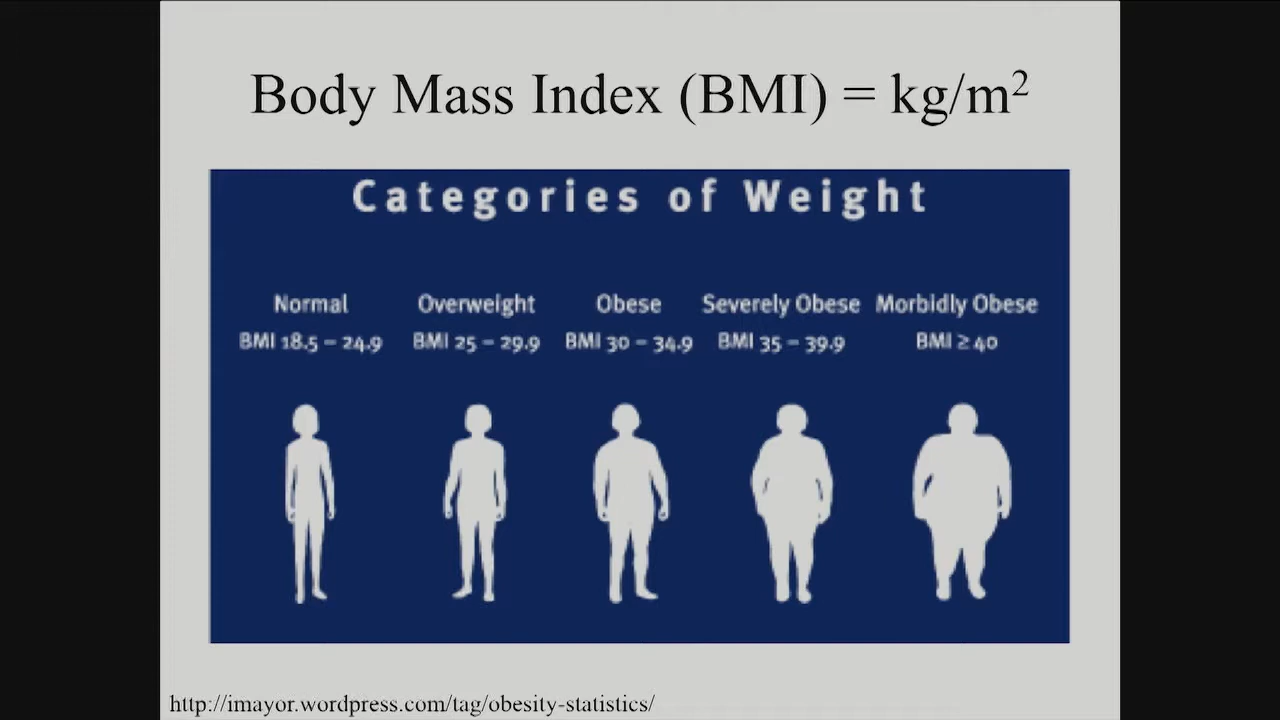 Body Mass Index (BMI) = kg/m²
Categories of Weight
Normal Overweight Obese Severely Obese Morbidly Obese
BMI 18.5 – 24.9 BMI 25 – 29.9 BMI 30 – 34.9 BMI 35 – 39.9 BMI ≥ 40
http://imayor.wordpress.com/tag/obesity-statistics/